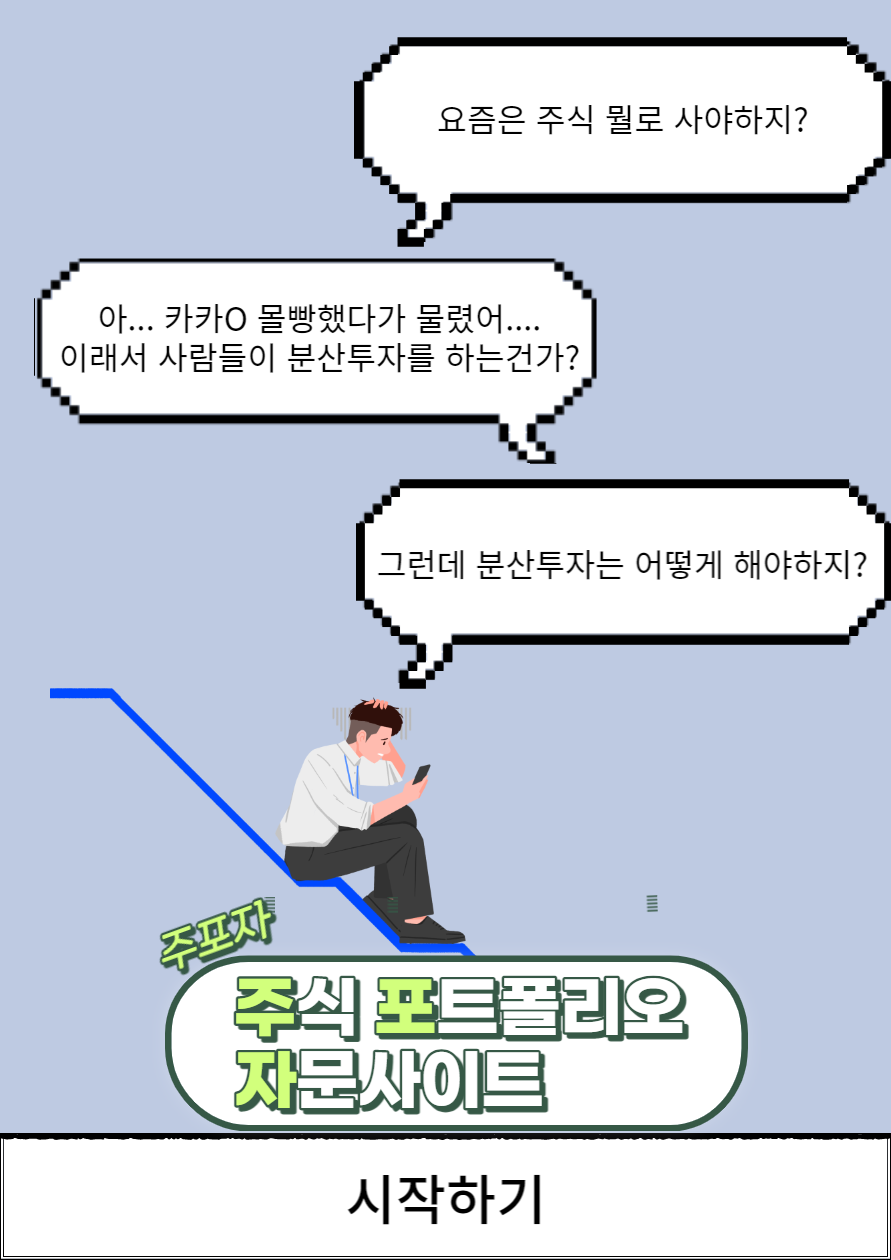 요즘은 주식 뭘로 사야하지?
아... 카카O 몰빵했다가 물렸어....
이래서 사람들이 분산투자를 하는건가?
그런데 분산투자는 어떻게 해야하지?
주포자
주식 포트폴리오
자문사이트
시작하기